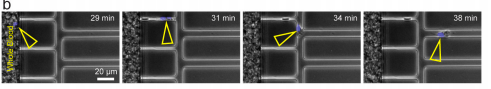 b
29 min
31 min
34 min
38 min
Whole Blood
20 µm